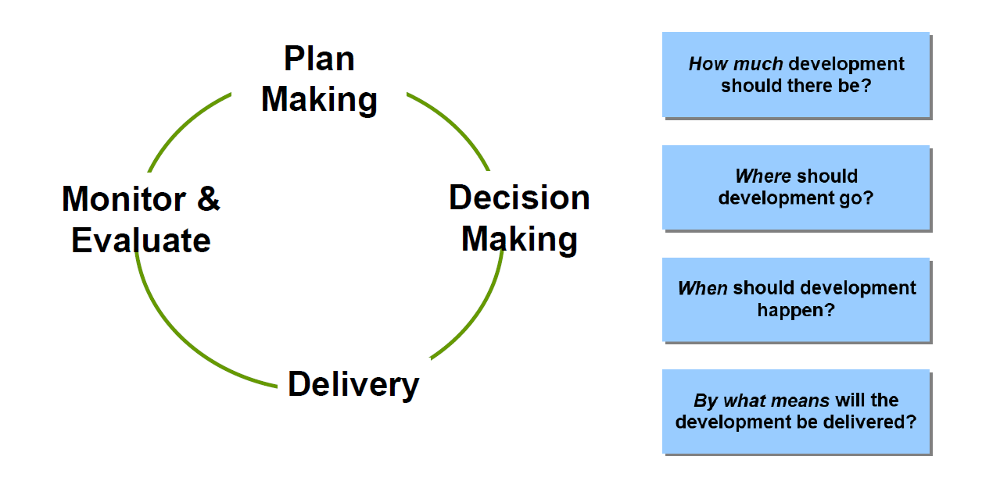 Plan
Making
Monitor &
Evaluate
Decision
Making
Delivery
How much development
should there be?
Where should
development go?
When should development
happen?
By what means will the
development be delivered?